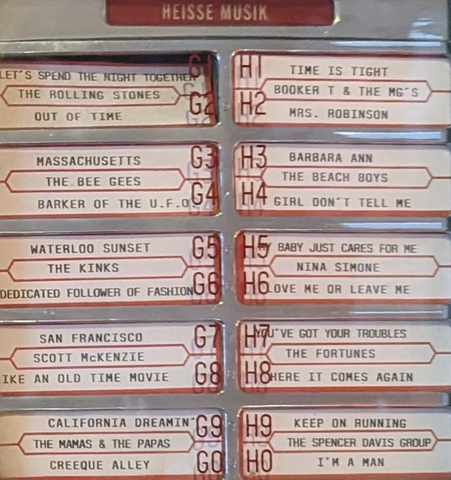 HEISSE MUSIK
LET'S SPEND THE NIGHT TOGETHER G1
THE ROLLING STONES
OUT OF TIME G2
H1 TIME IS TIGHT
BOOKER T & THE MG'S
H2 MRS. ROBINSON
MASSACHUSETTS G3
THE BEE GEES
BARKER OF THE U.F.O G4
H3 BARBARA ANN
THE BEACH BOYS
H4 GIRL DON'T TELL ME
WATERLOO SUNSET G5
THE KINKS
DEDICATED FOLLOWER OF FASHION G6
H5 BABY JUST CARES FOR ME
NINA SIMONE
H6 LOVE ME OR LEAVE ME
SAN FRANCISCO G7
SCOTT McKENZIE
IKE AN OLD TIME MOVIE G8
H7 YOU'VE GOT YOUR TROUBLES
THE FORTUNES
H8 HERE IT COMES AGAIN
CALIFORNIA DREAMIN' G9
THE MAMAS & THE PAPAS
CREEQUE ALLEY G0
H9 KEEP ON RUNNING
THE SPENCER DAVIS GROUP
H0 I'M A MAN